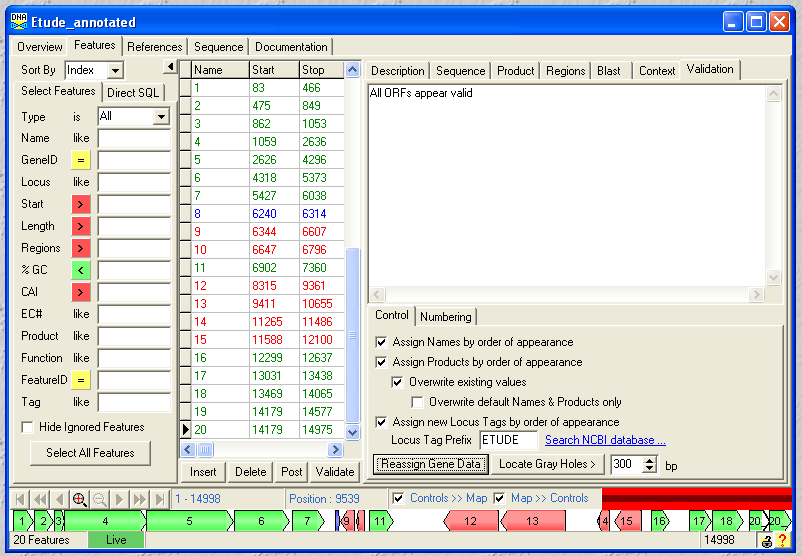 DNA
Etude_annotated
Overview Features References Sequence Documentation
Sort By Index
Select Features Direct SQL
Type is All
Name like
GeneID =
Locus like
Start >
Length >
Regions >
% GC <
CAI >
EC# like
Product like
Function like
FeatureID =
Tag like
Hide Ignored Features
Select All Features
Name Start Stop
1 83 466
2 475 849
3 862 1053
4 1059 2636
5 2626 4296
6 4318 5373
7 5427 6038
8 6240 6314
9 6344 6607
10 6647 6796
11 6902 7360
12 8315 9361
13 9411 10655
14 11265 11486
15 11588 12100
16 12299 12637
17 13031 13438
18 13469 14065
19 14179 14577
20 14179 14975
Insert Delete Post Validate
Description Sequence Product Regions Blast Context Validation
All ORFs appear valid
Control Numbering
Assign Names by order of appearance
Assign Products by order of appearance
Overwrite existing values
Overwrite default Names & Products only
Assign new Locus Tags by order of appearance
Locus Tag Prefix ETUDE Search NCBI database ...
Reassign Gene Data Locate Gray Holes > 300 bp
1 - 14998 Position : 9539 Controls >> Map Map >> Controls
1 2 3 4 5 6 7 9 11 12 13 4 15 16 17 18 20 20
20 Features Live 14998 ?